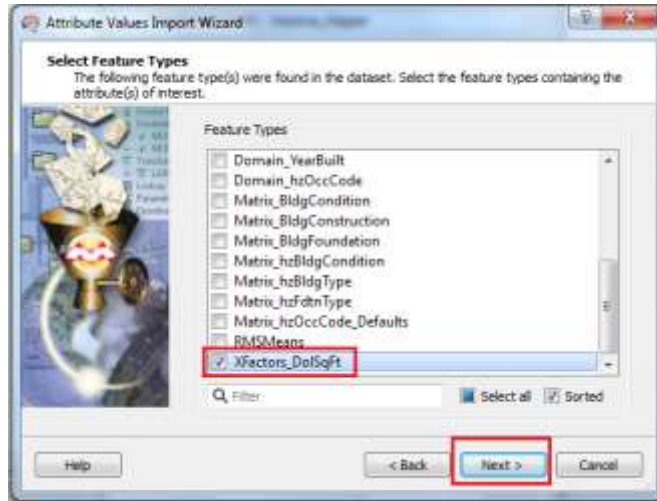 Attribute Values Import Wizard
Select Feature Types
The following feature type(s) were found in the dataset. Select the feature types containing the
attribute(s) of interest.
Feature Types
Domain_YearBuilt
Domain_hzOccCode
Matrix_BldgCondition
Matrix_BldgConstruction
Matrix_BldgFoundation
Matrix_hzBldgCondition
Matrix_hzBldgType
Matrix_hzFdtnType
Matrix_hzOccCode_Defaults
RMSMeans
XFactors_DolSqFt
Filter
Select all
Sorted
Help
< Back
Next >
Cancel